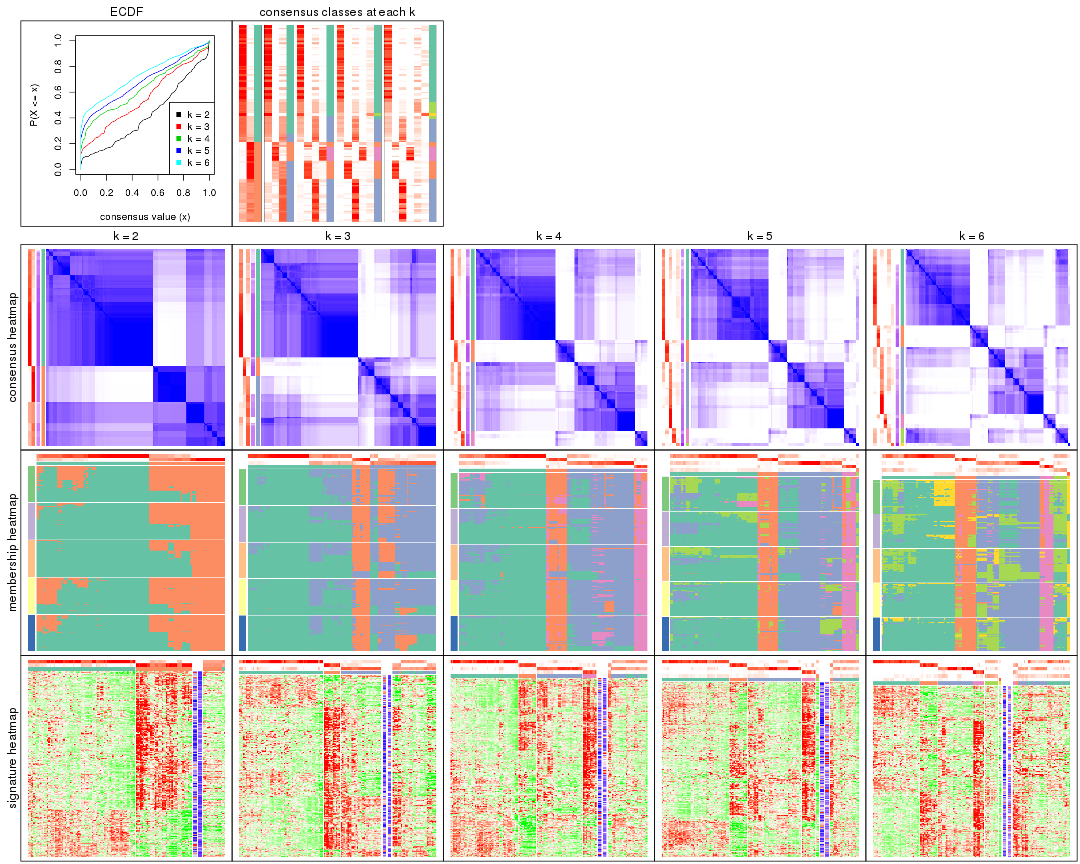 ECDF
consensus classes at each k
P(X <= x)
0.0
0.2
0.4
0.6
0.8
1.0
k = 2
k = 3
k = 4
k = 5
k = 6
0.0 0.2 0.4 0.6 0.8 1.0
consensus value (x)
k = 2
k = 3
k = 4
k = 5
k = 6
consensus heatmap
membership heatmap
signature heatmap